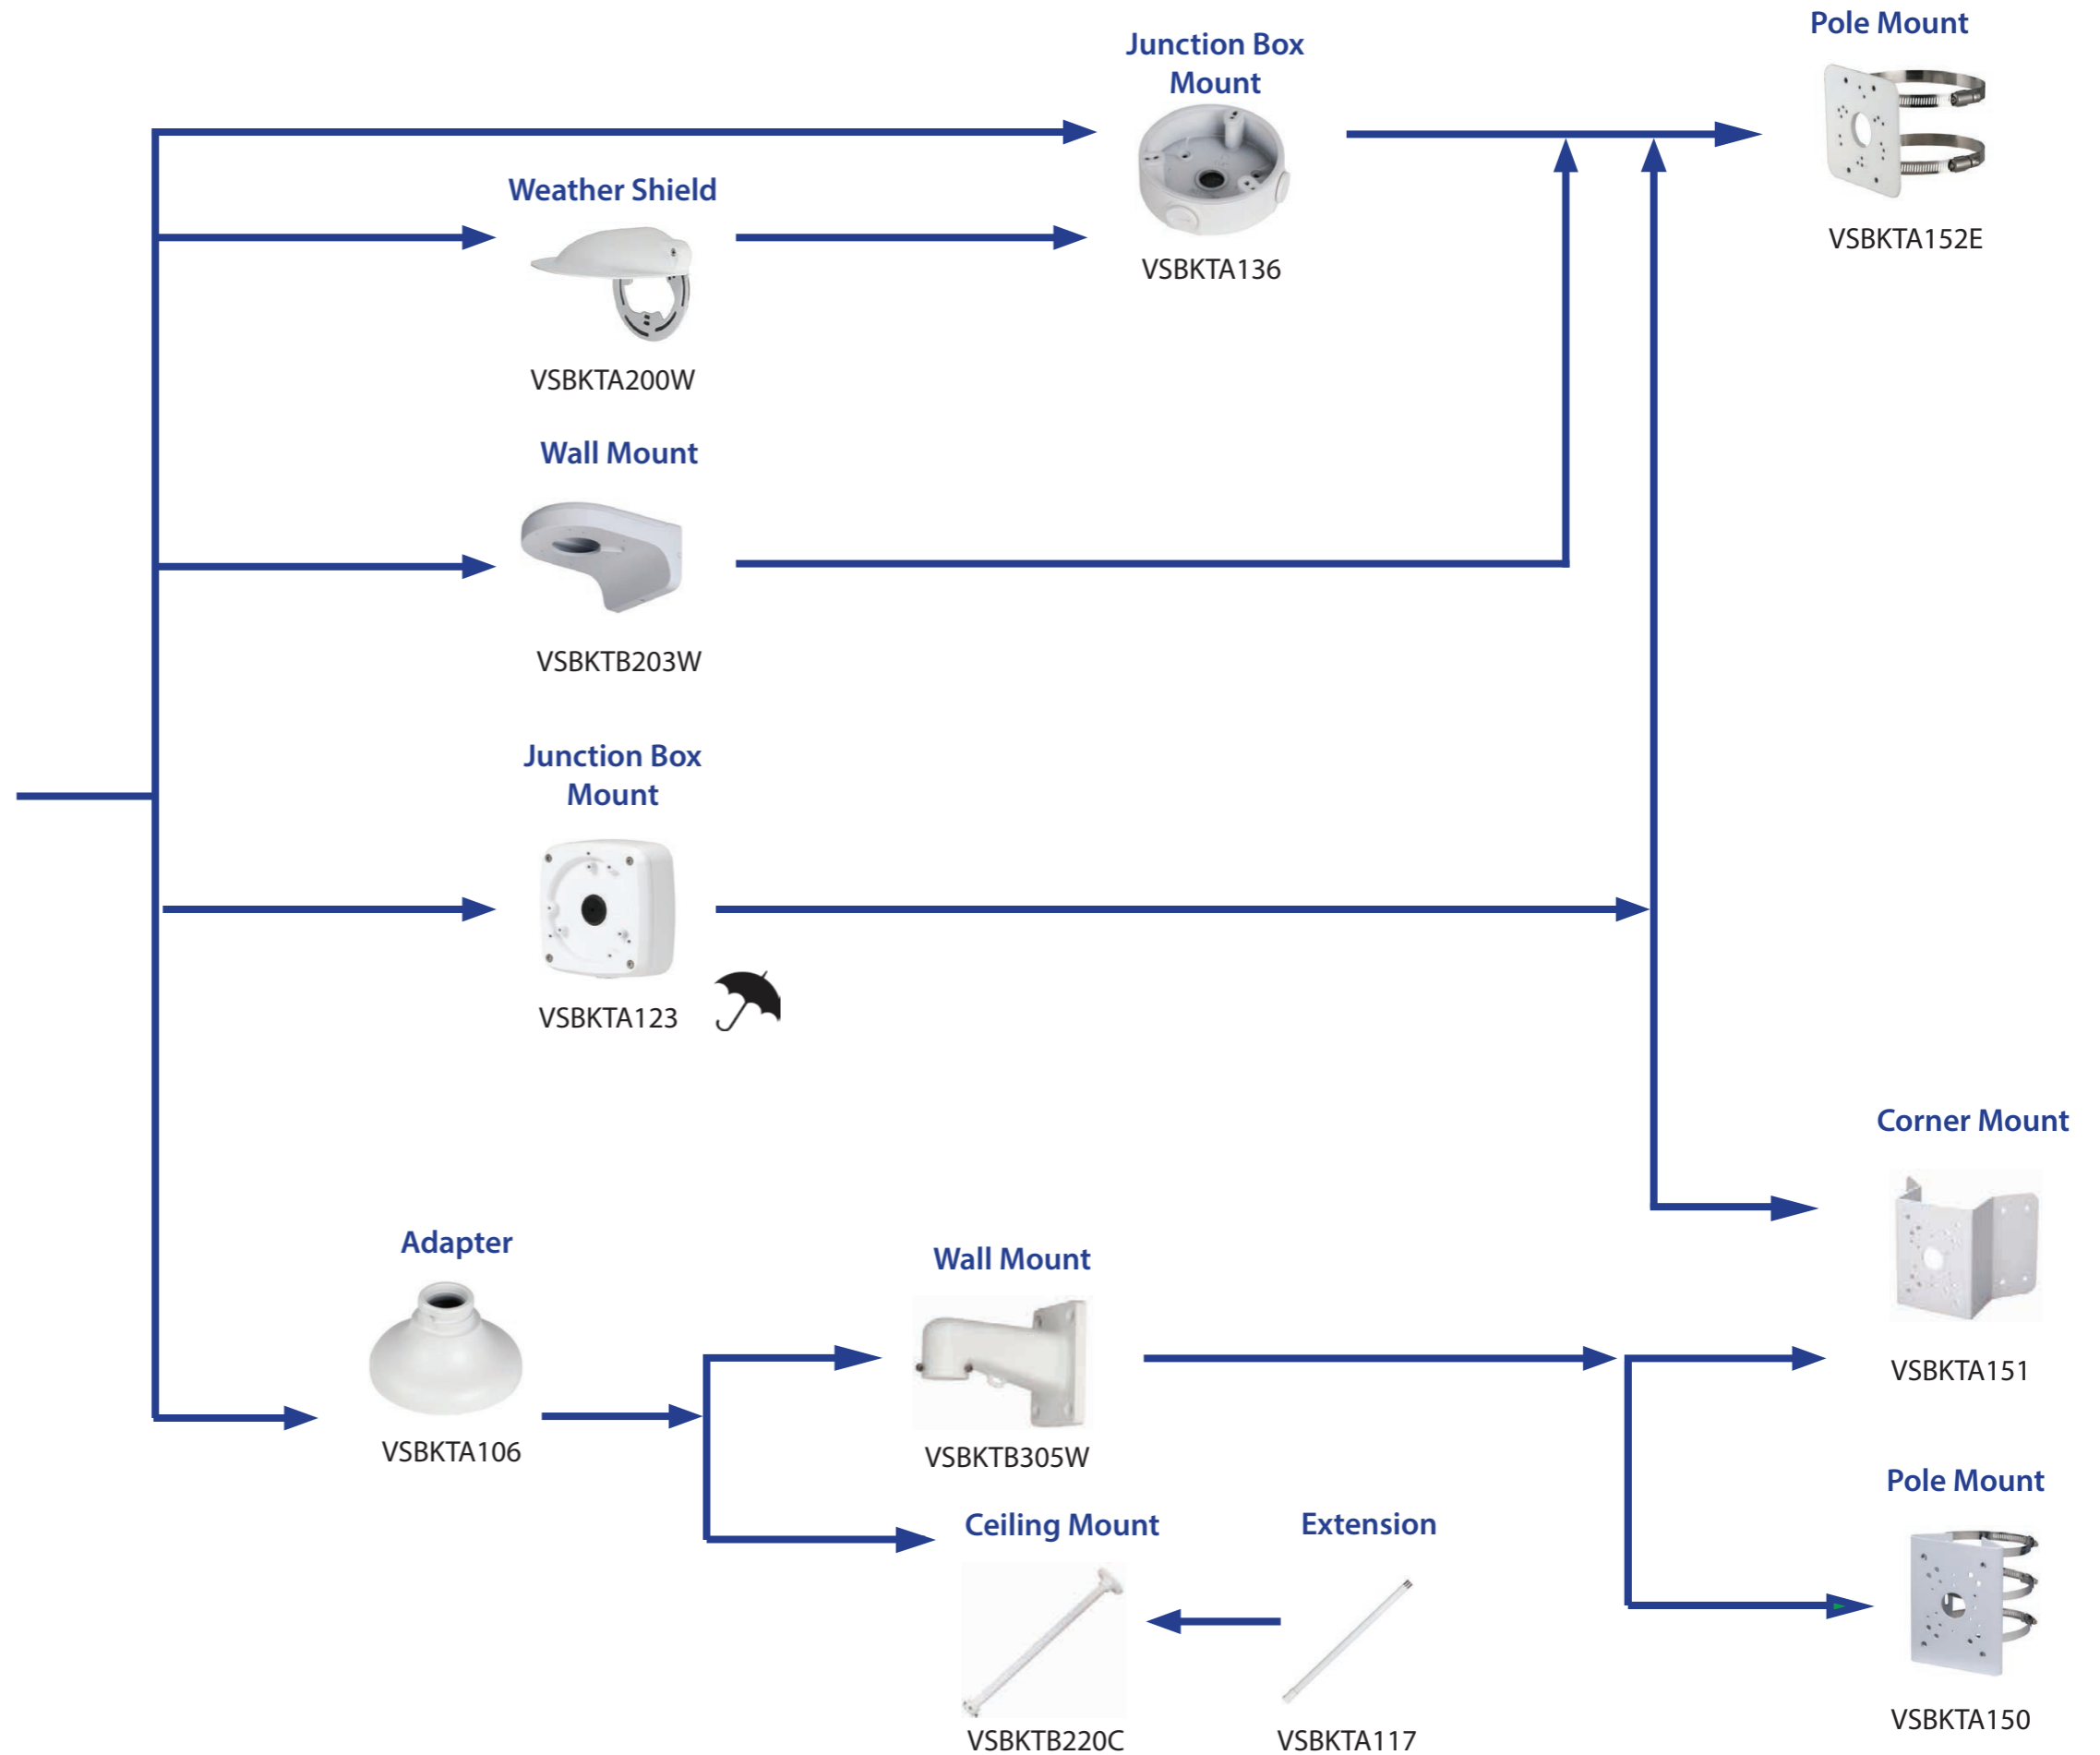 Pole Mount
Junction Box
Mount
VSBKTA152E
VSBKTA136
Weather Shield
VSBKTA200W
Wall Mount
VSBKTB203W
Junction Box
Mount
VSBKTA123
Corner Mount
VSBKTA151
Adapter
VSBKTA106
Wall Mount
VSBKTB305W
Pole Mount
VSBKTA150
Ceiling Mount
VSBKTB220C
Extension
VSBKTA117